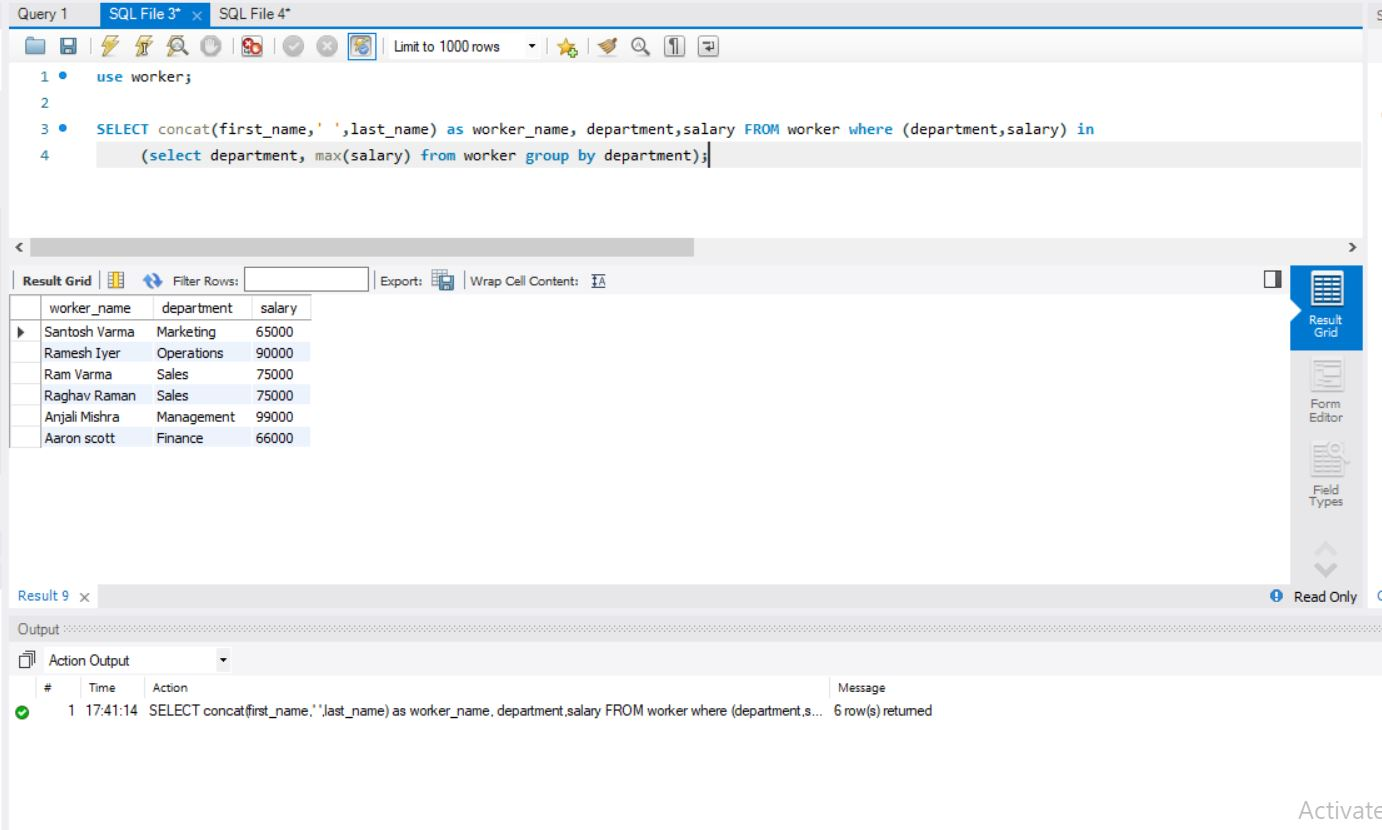 Query 1 SQL File 3* SQL File 4*
Limit to 1000 rows
1 use worker;
2
3 SELECT concat(first_name,' ',last_name) as worker_name, department,salary FROM worker where (department,salary) in
4 (select department, max(salary) from worker group by department);
Result Grid Filter Rows: Export: Wrap Cell Content:
worker_name department salary
Santosh Varma Marketing 65000
Ramesh Iyer Operations 90000
Ram Varma Sales 75000
Raghav Raman Sales 75000
Anjali Mishra Management 99000
Aaron scott Finance 66000
Result
Grid
Form
Editor
Field
Types
Result 9 Read Only
Output
Action Output
# Time Action Message
1 17:41:14 SELECT concat(first_name,' ',last_name) as worker_name, department,salary FROM worker where (department,s... 6 row(s) returned
Activate